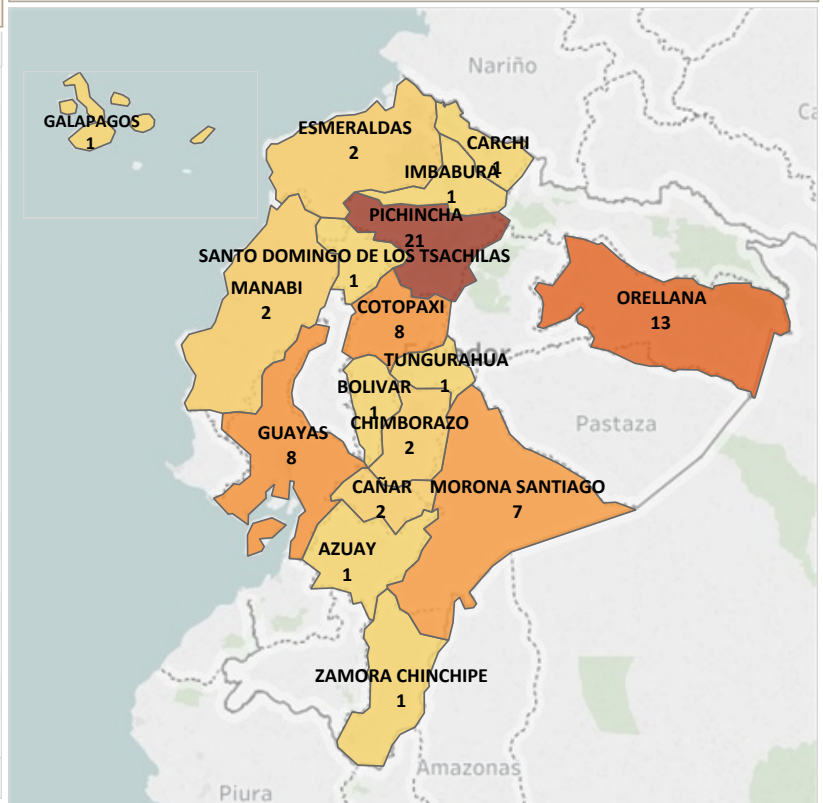 Nariño
GALAPAGOS
1
ESMERALDAS
2
CARCHI
1
IMBABURA
1
PICHINCHA
21
SANTO DOMINGO DE LOS TSACHILAS
1
MANABI
2
COTOPAXI
8
ORELLANA
13
TUNGURAHUA
1
BOLIVAR
1
CHIMBORAZO
2
Pastaza
GUAYAS
8
CAÑAR
2
MORONA SANTIAGO
7
AZUAY
1
ZAMORA CHINCHIPE
1
Amazonas
Piura